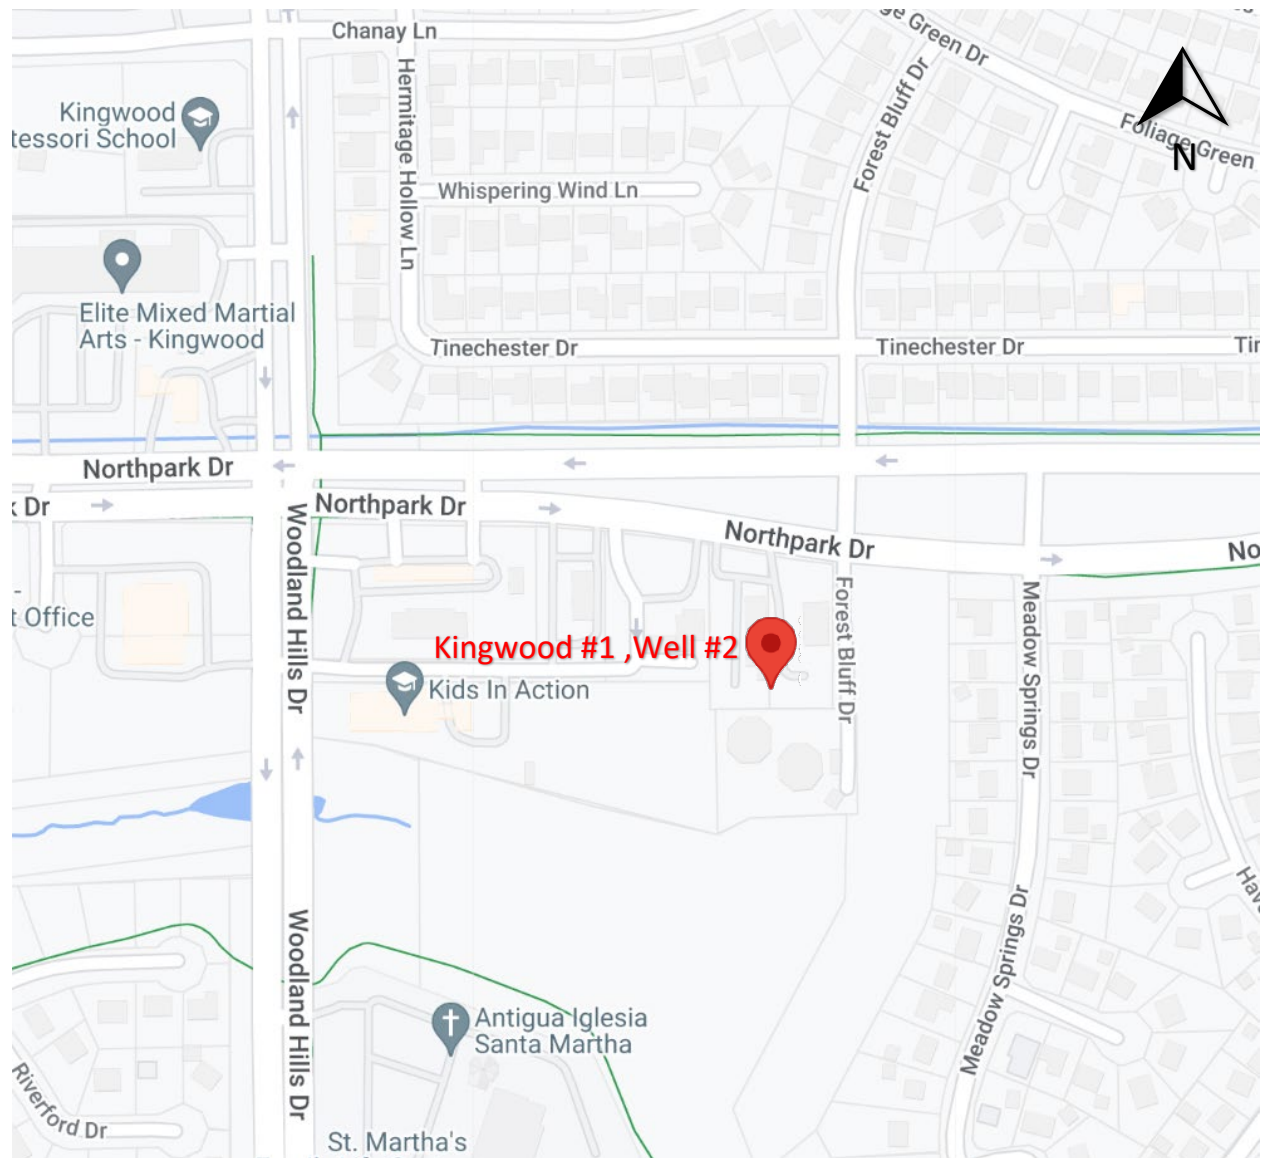 Chanay Ln
ge Green Dr
Forest Bluff Dr
Hermitage Hollow Ln
Kingwood
tessori School
Foliage Green
N
Whispering Wind Ln
Elite Mixed Martial
Arts - Kingwood
Tinechester Dr
Tinechester Dr
Tir
Northpark Dr
Dr
Northpark Dr
Northpark Dr
No
Woodland Hills Dr
t Office
Forest Bluff Dr
Meadow Springs Dr
Kingwood #1 ,Well #2
Kids In Action
Hav
Woodland Hills Dr
Meadow Springs Dr
Antigua Iglesia
Santa Martha
Riverford Dr
St. Martha's